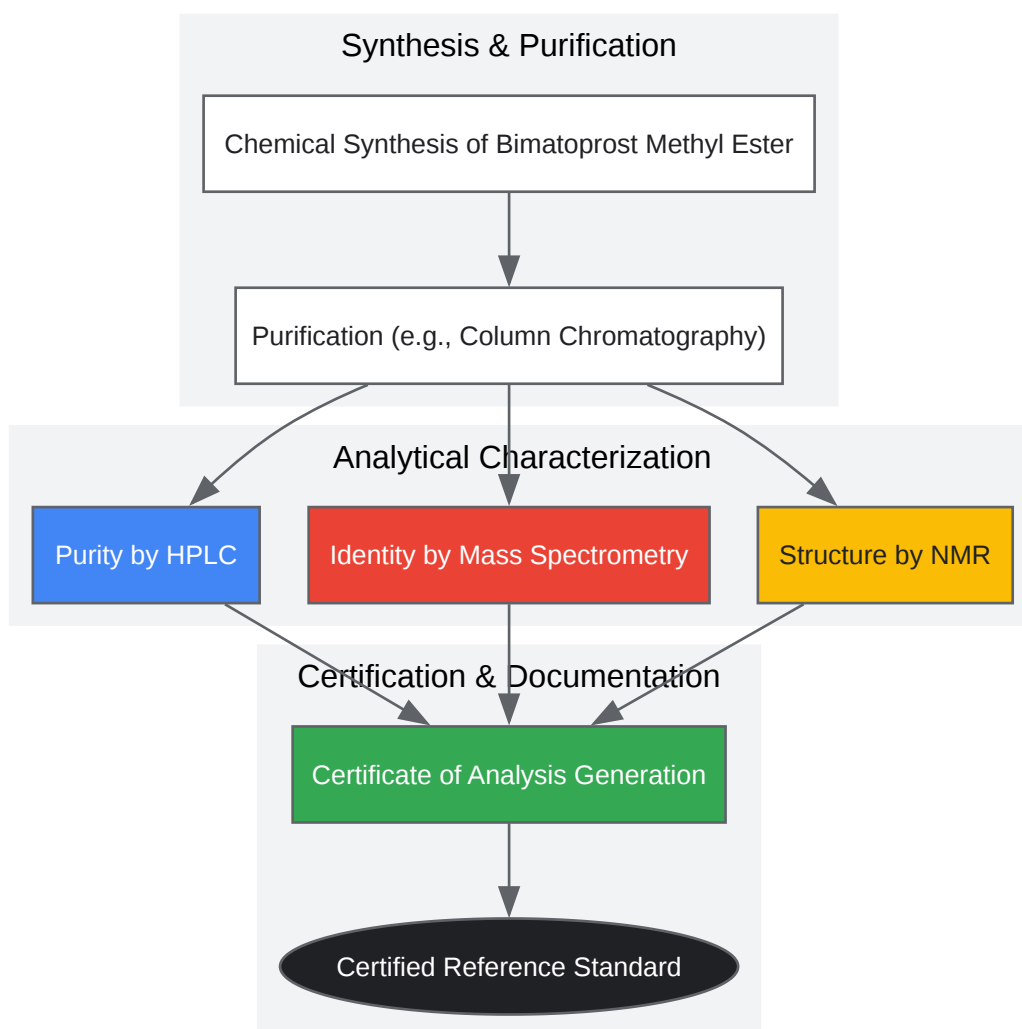 Synthesis & Purification
Chemical Synthesis of Bimatoprost Methyl Ester
Purification (e.g., Column Chromatography)
Analytical Characterization
Purity by HPLC
Identity by Mass Spectrometry
Structure by NMR
Certification & Documentation
Certificate of Analysis Generation
Certified Reference Standard